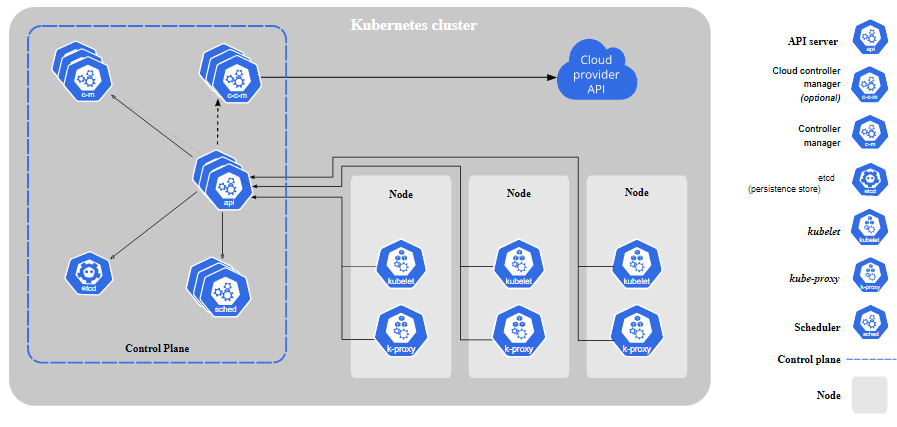 Kubernetes cluster
c-m
c-c-m
Cloud
provider
API
api
etcd
sched
Control Plane
Node
Node
Node
kubelet
kubelet
kubelet
k-proxy
k-proxy
k-proxy
API server
api
Cloud controller
manager
(optional)
c-c-m
Controller
manager
c-m
etcd
(persistence store)
etcd
kubelet
kubelet
kube-proxy
k-proxy
Scheduler
sched
Control plane
Node